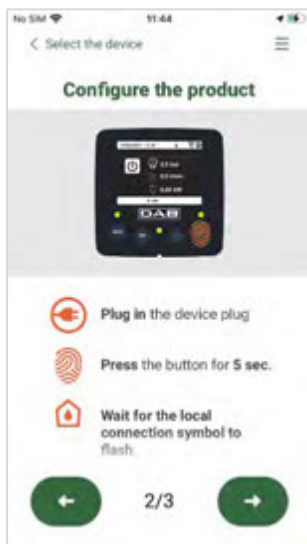 No SIM
11:44
Select the device
Configure the product
DAB
Plug in the device plug
Press the button for 5 sec.
Wait for the local
connection symbol to
flash.
2/3